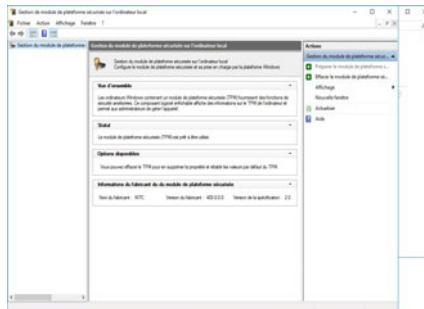 Gestion de module de plateforme sécurisée sur l'ordinateur local
Fichier Action Affichage Fenêtre ?
Gestion du module de plateforme
Gestion du module de plateforme sécurisée sur l'ordinateur local
Gestion du module de plateforme sécurisée sur l'ordinateur local
Configure le module de plateforme sécurisée et sa prise en charge par la plateforme Windows
Vue d'ensemble
Les ordinateurs Windows contenant un module de plateforme sécurisée (TPM) fournissent des fonctions de
sécurité améliorées. Ce composant logiciel enfichable affiche des informations sur le TPM de l'ordinateur et
permet aux administrateurs de gérer l'appareil.
Statut
Le module de plateforme sécurisée (TPM) est prêt à être utilisé.
Options disponibles
Vous pouvez effacer le TPM pour en supprimer la propriété et rétablir les valeurs par défaut du TPM.
Informations du fabricant du du module de plateforme sécurisée
Nom du fabricant : Version du fabricant : Version de la spécification : 2.0
Actions
Gestion du module de plateforme sécur...
Préparer le module de plateforme s...
Effacer le module de plateforme sé...
Affichage
Nouvelle fenêtre
Actualiser
Aide